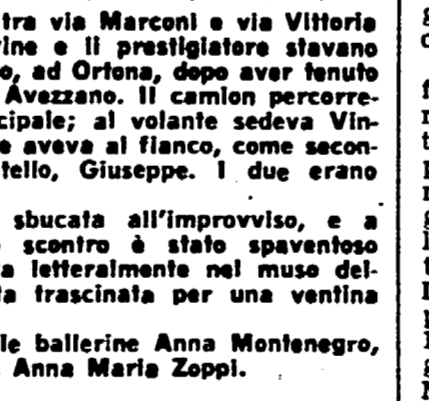 tra via Marconi e via Vittoria
vine e il prestigiatore stavano
o, ad Ortona, dopo aver tenuto
Avezzano. Il camion percorre-
cipale; al volante sedeva Vin-
e aveva al fianco, come secon-
tello, Giuseppe. I due erano
sbucata all'improvviso, e a
scontro è stato spaventoso
a letteralmente nel muso del-
ta trascinata per una ventina
le ballerine Anna Montenegro,
Anna Maria Zoppi.